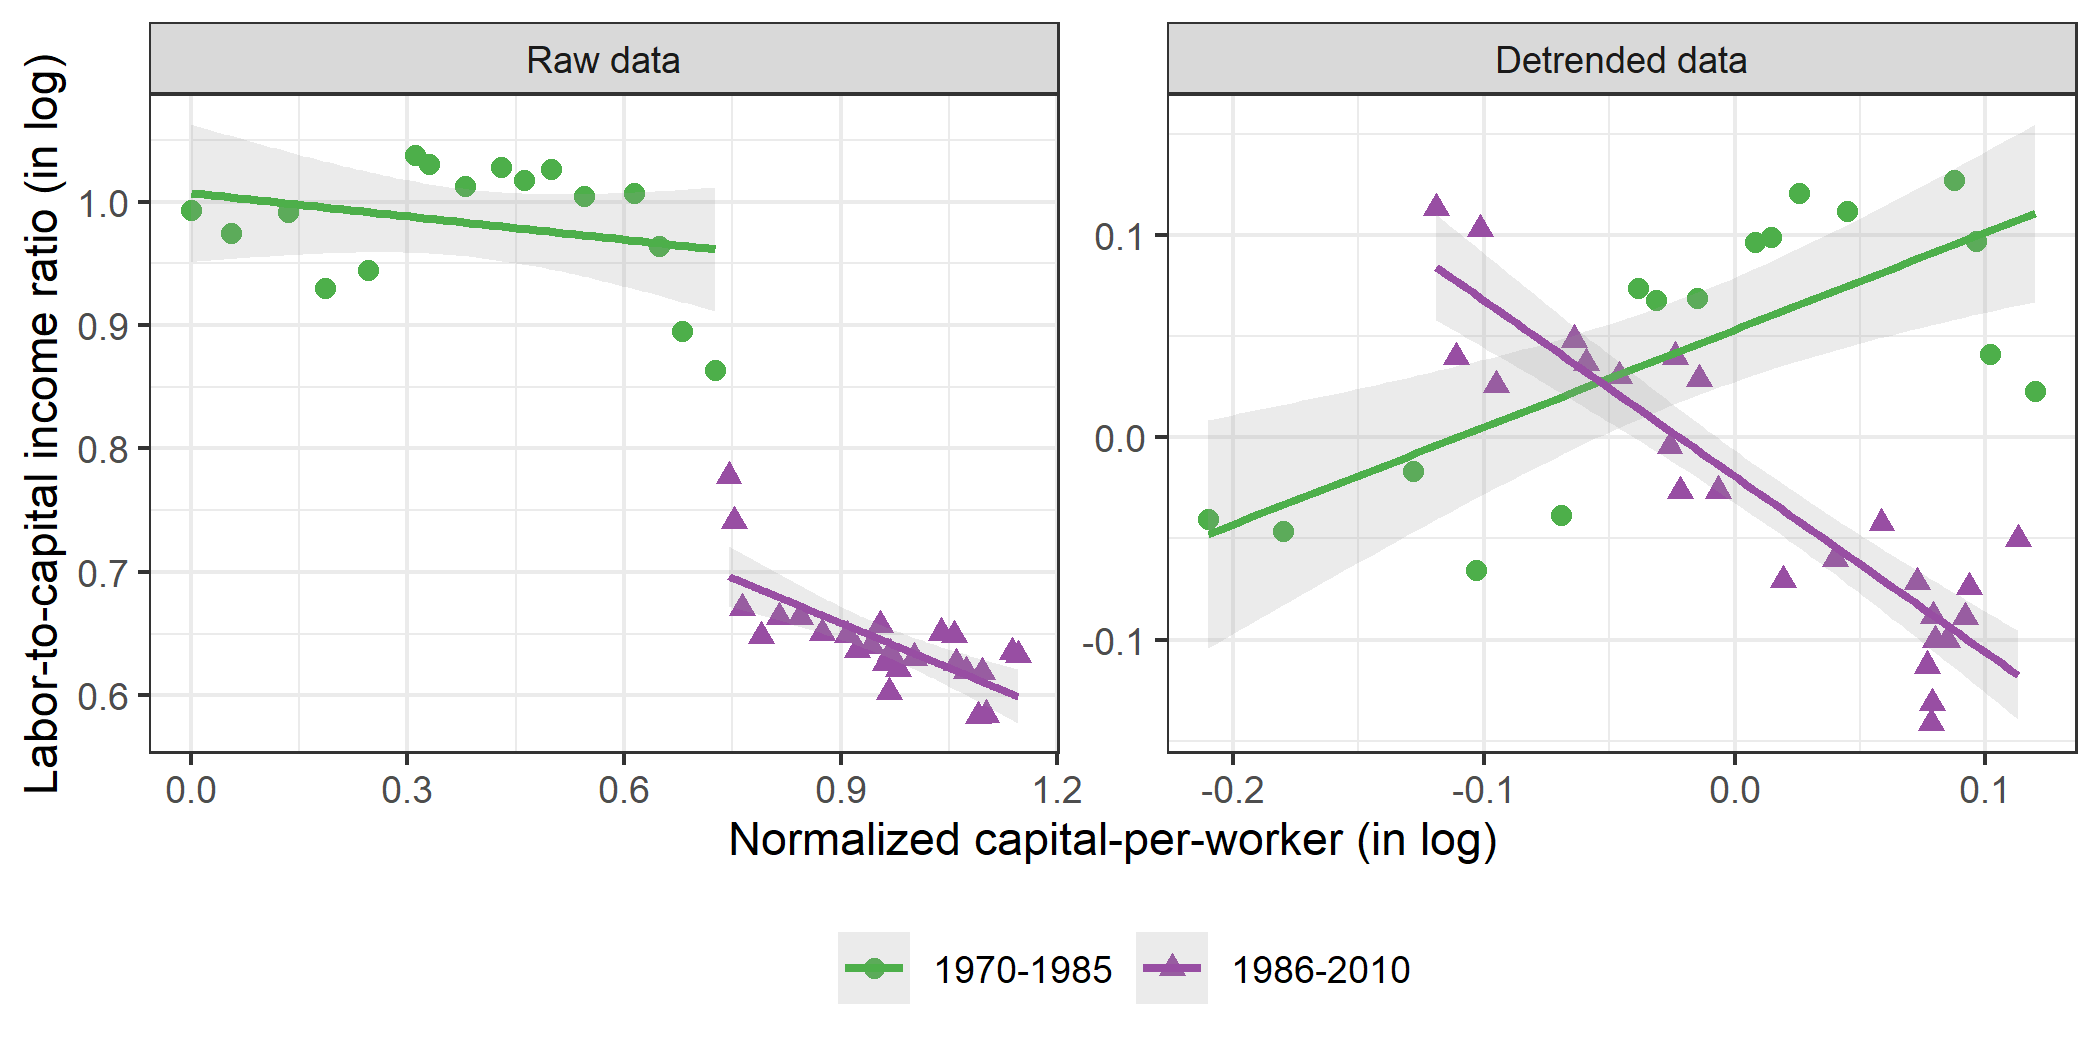 Raw data
Detrended data
Labor-to-capital income ratio (in log)
1.0
0.9
0.8
0.7
0.6
0.1
0.0
-0.1
0.0 0.3 0.6 0.9 1.2
-0.2 -0.1 0.0 0.1
Normalized capital-per-worker (in log)
1970-1985 1986-2010